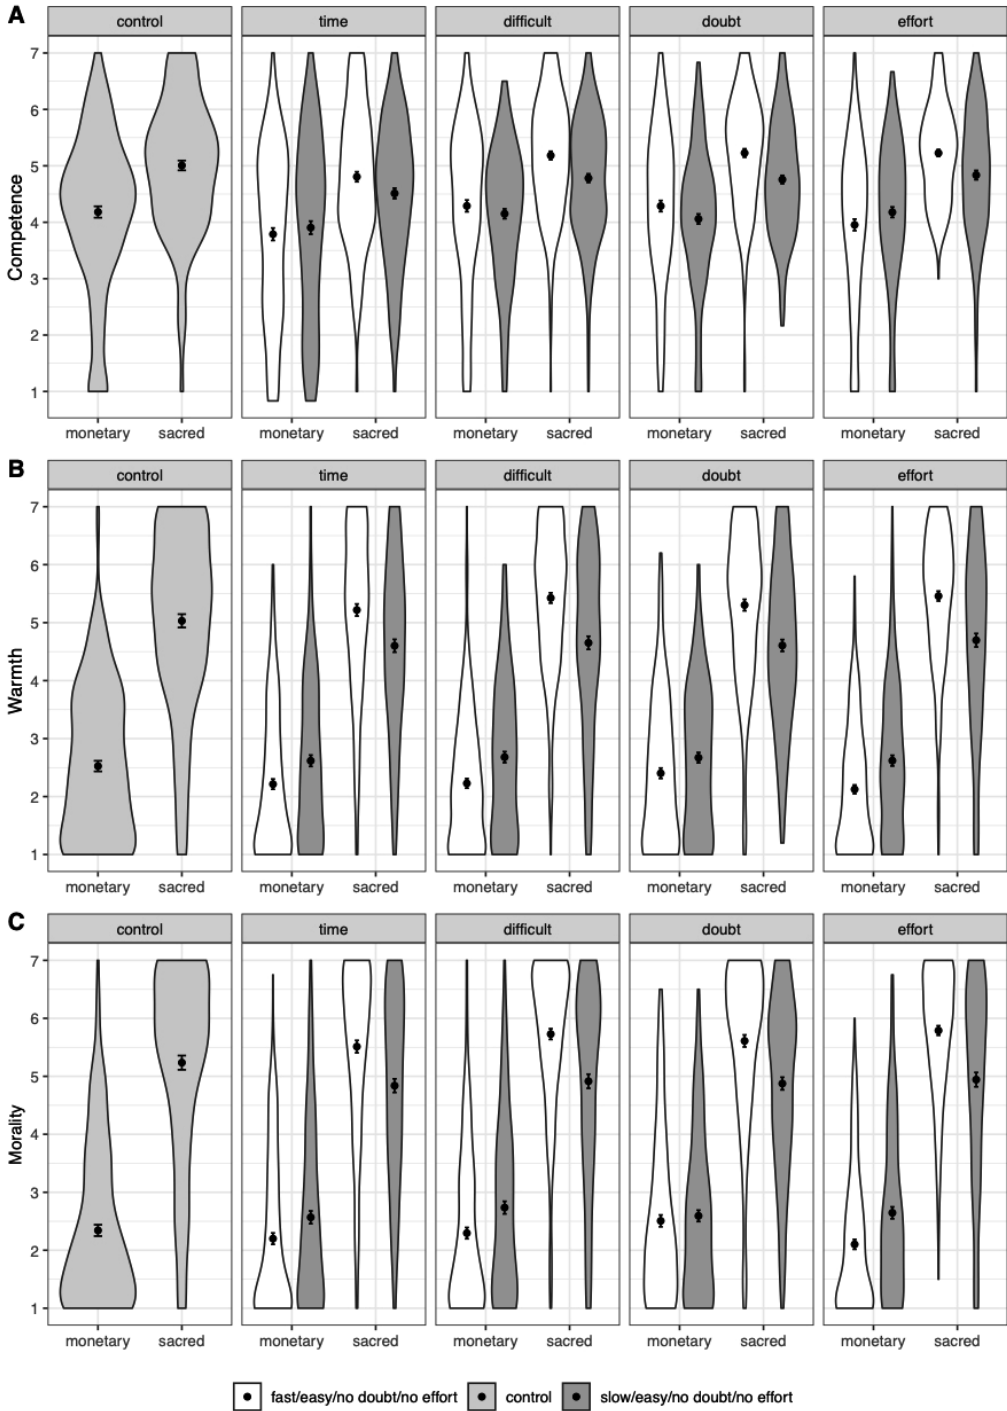 A
control time difficult doubt effort
Competence
7
6
5
4
3
2
1
monetary sacred monetary sacred monetary sacred monetary sacred monetary sacred
B
control time difficult doubt effort
Warmth
7
6
5
4
3
2
1
monetary sacred monetary sacred monetary sacred monetary sacred monetary sacred
C
control time difficult doubt effort
Morality
7
6
5
4
3
2
1
monetary sacred monetary sacred monetary sacred monetary sacred monetary sacred
fast/easy/no doubt/no effort control slow/easy/no doubt/no effort